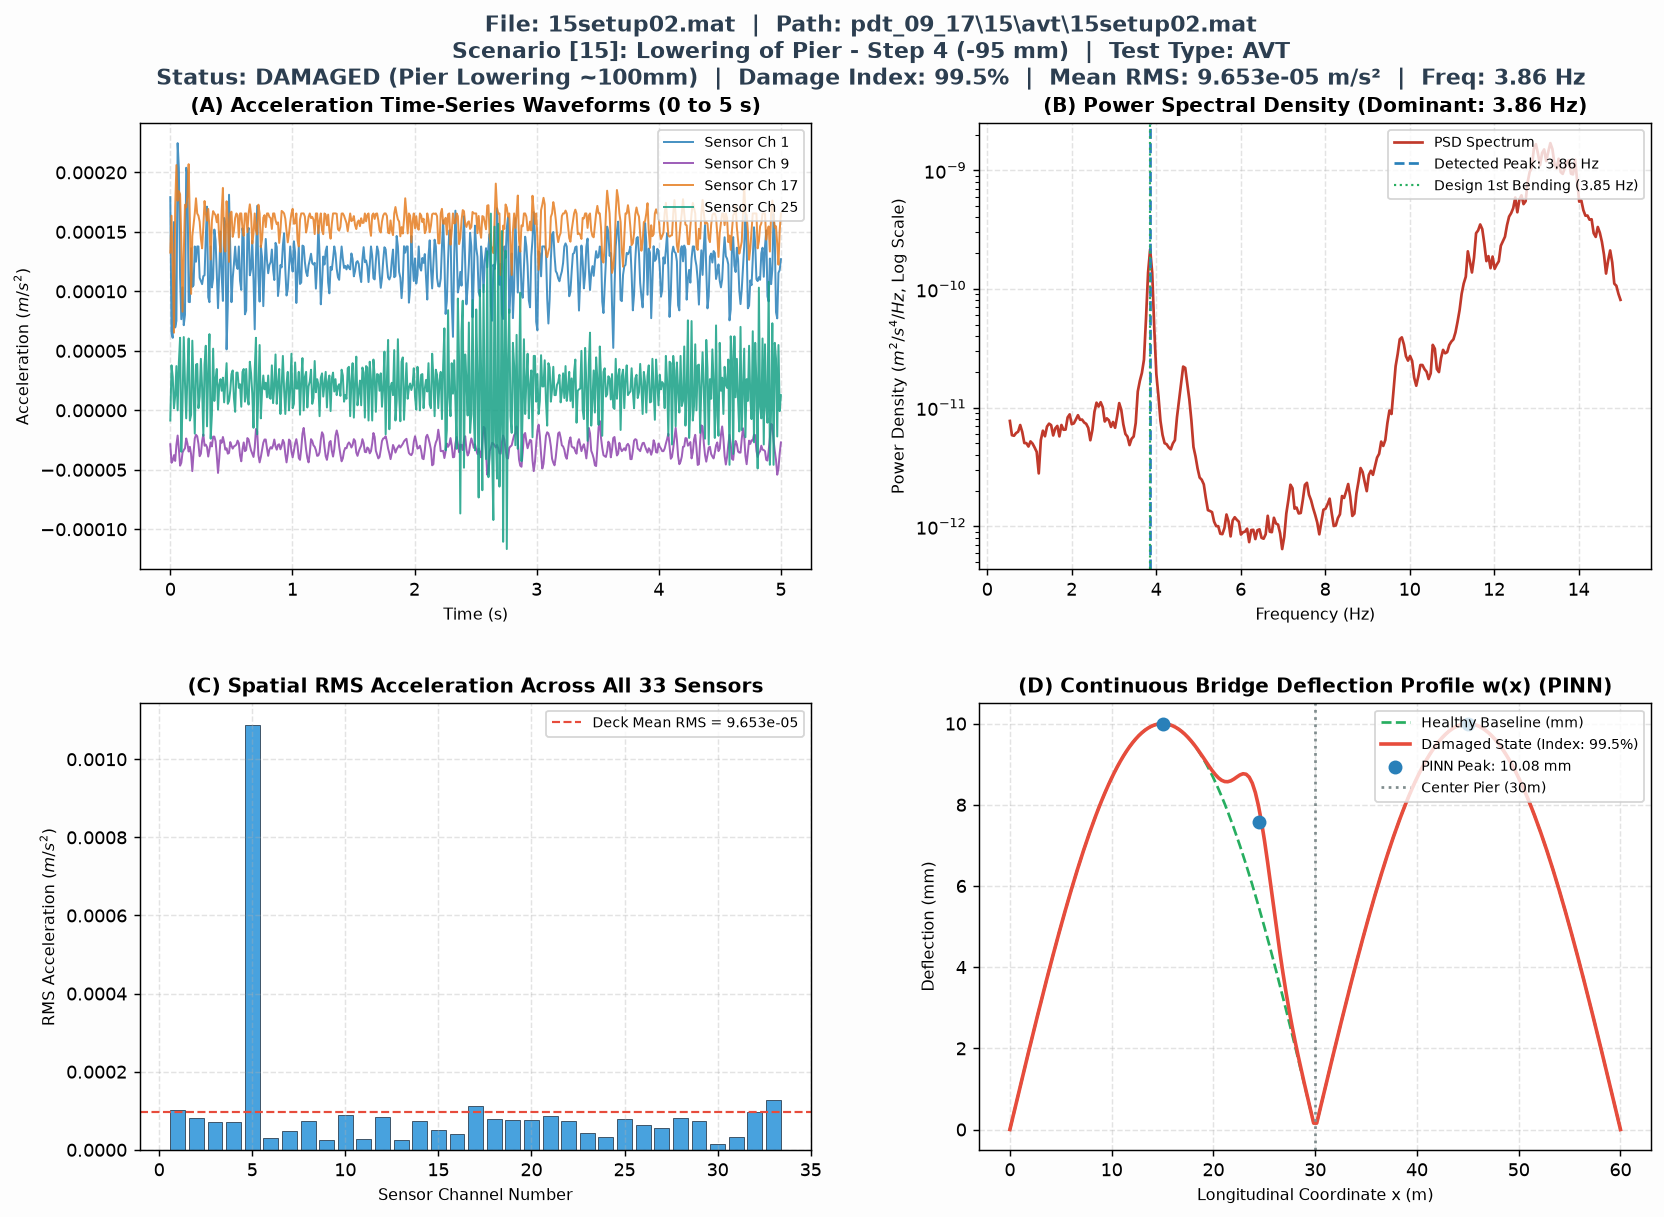 File: 15setup02.mat | Path: pdt_09_17\15\avt\15setup02.mat
Scenario [15]: Lowering of Pier - Step 4 (-95 mm) | Test Type: AVT
Status: DAMAGED (Pier Lowering ~100mm) | Damage Index: 99.5% | Mean RMS: 9.653e-05 m/s² | Freq: 3.86 Hz
(A) Acceleration Time-Series Waveforms (0 to 5 s)
Sensor Ch 1
Sensor Ch 9
Sensor Ch 17
Sensor Ch 25
Acceleration (m/s²)
0.00020
0.00015
0.00010
0.00005
0.00000
−0.00005
−0.00010
0 1 2 3 4 5
Time (s)
(B) Power Spectral Density (Dominant: 3.86 Hz)
PSD Spectrum
Detected Peak: 3.86 Hz
Design 1st Bending (3.85 Hz)
Power Density (m²/s⁴/Hz, Log Scale)
10⁻⁹
10⁻¹⁰
10⁻¹¹
10⁻¹²
0 2 4 6 8 10 12 14
Frequency (Hz)
(C) Spatial RMS Acceleration Across All 33 Sensors
Deck Mean RMS = 9.653e-05
RMS Acceleration (m/s²)
0.0010
0.0008
0.0006
0.0004
0.0002
0.0000
0 5 10 15 20 25 30 35
Sensor Channel Number
(D) Continuous Bridge Deflection Profile w(x) (PINN)
Healthy Baseline (mm)
Damaged State (Index: 99.5%)
PINN Peak: 10.08 mm
Center Pier (30m)
Deflection (mm)
10
8
6
4
2
0
0 10 20 30 40 50 60
Longitudinal Coordinate x (m)